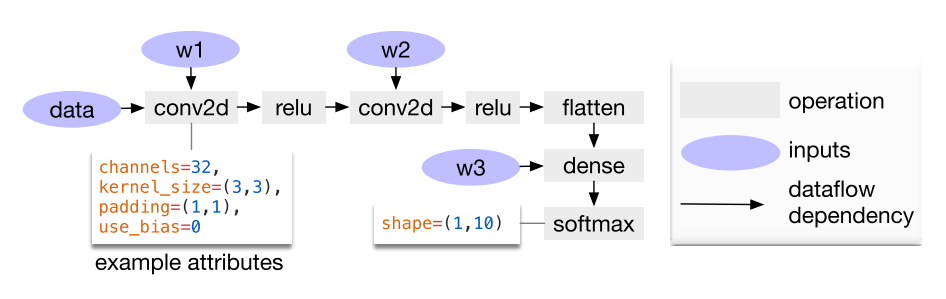 w1
w2
data
conv2d
relu
conv2d
relu
flatten
operation
channels=32,
kernel_size=(3,3),
padding=(1,1),
use_bias=0
example attributes
w3
dense
shape=(1,10)
softmax
inputs
dataflow
dependency